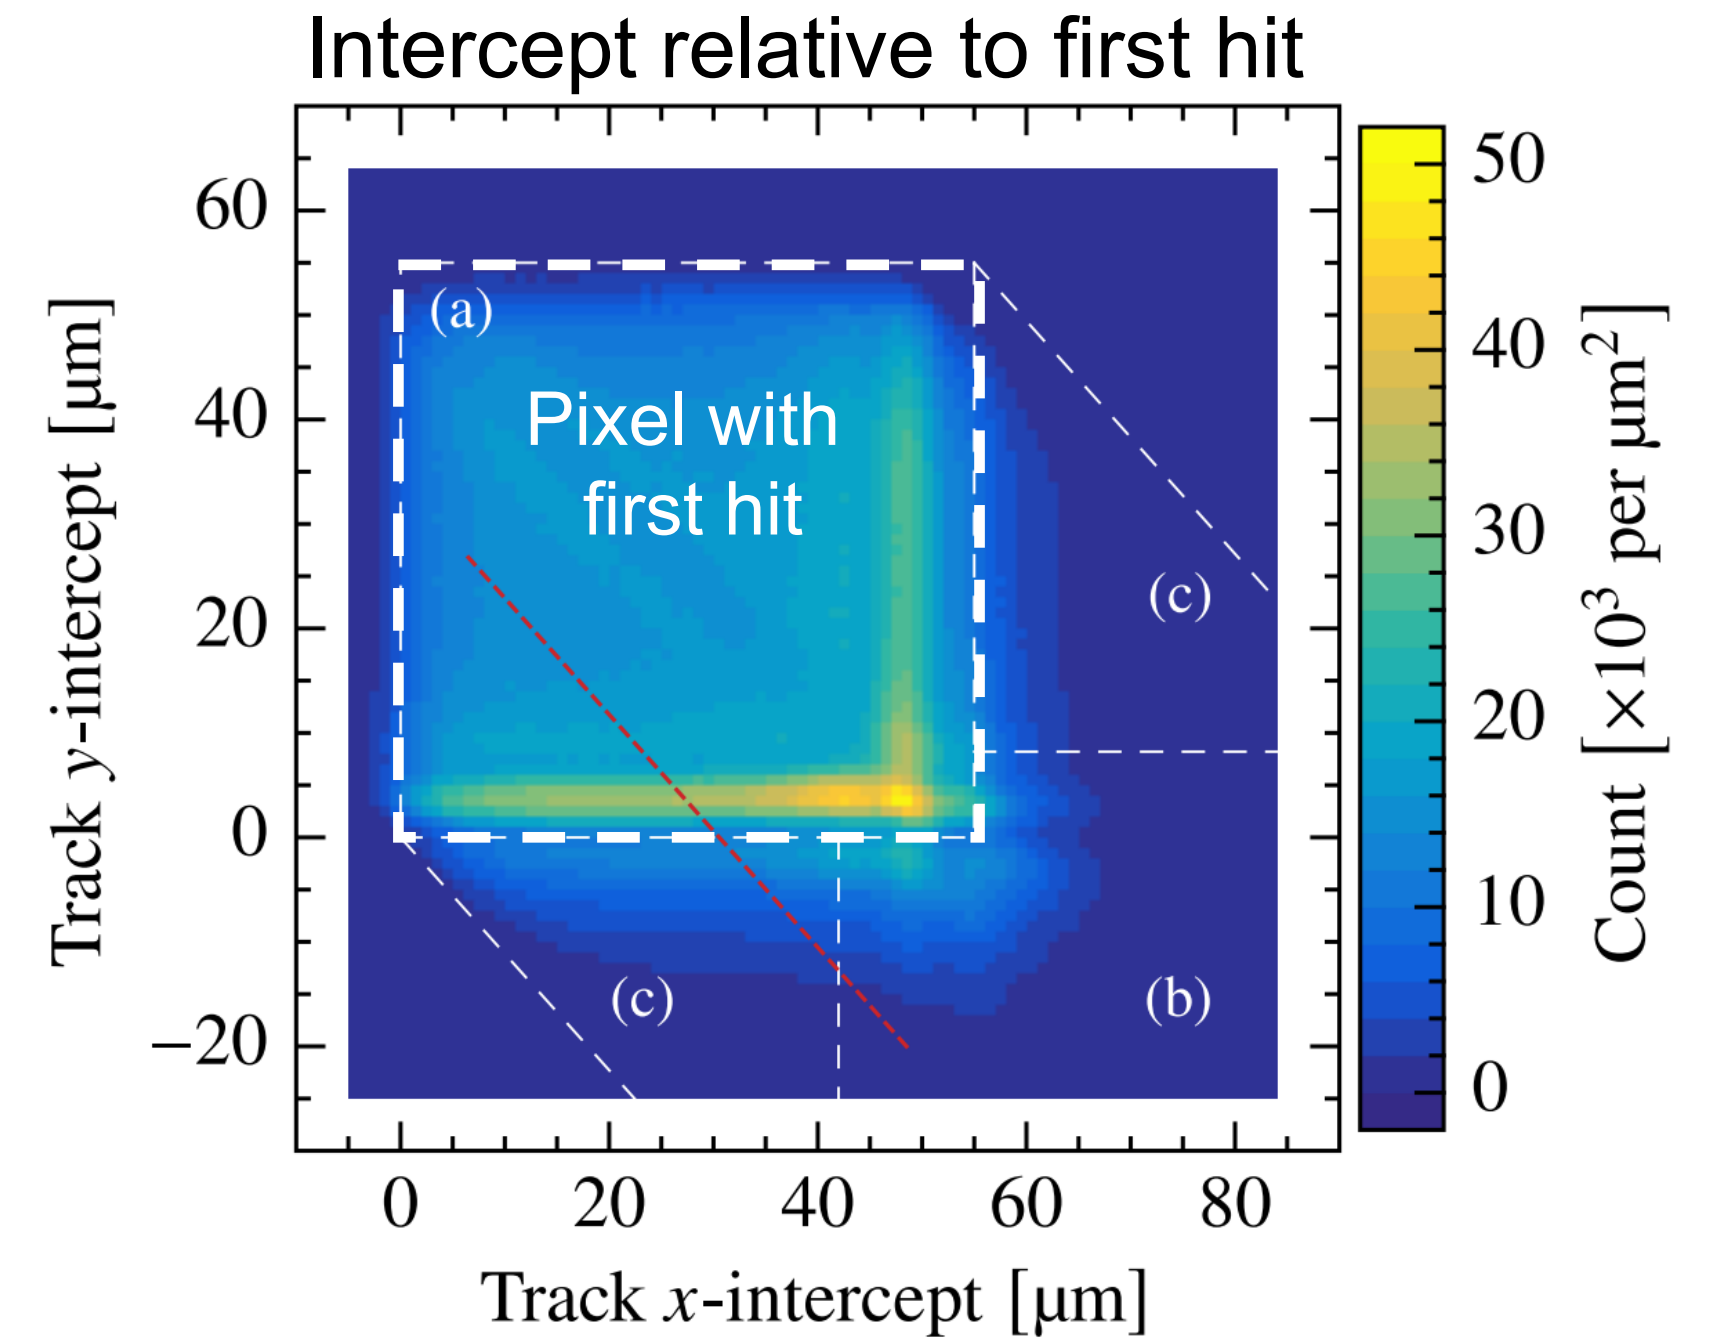 Intercept relative to first hit
60
40
20
0
−20
Track y-intercept [μm]
(a)
Pixel with
first hit
(c)
(c)
(b)
0
20
40
60
80
Track x-intercept [μm]
50
40
30
20
10
0
Count [×10³ per μm²]